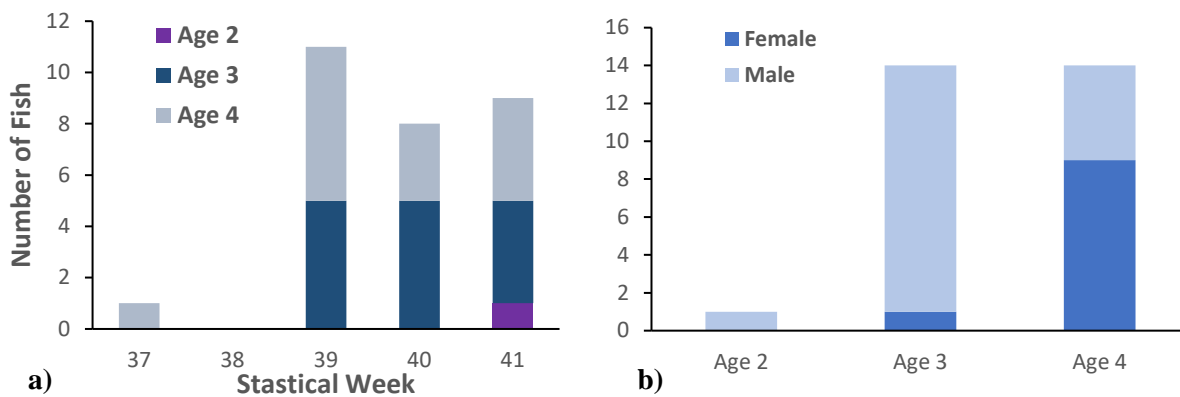 12
10
8
6
4
2
0
Number of Fish
Age 2
Age 3
Age 4
37 38 39 40 41
Stastical Week
a)
16
14
12
10
8
6
4
2
0
Female
Male
Age 2 Age 3 Age 4
b)